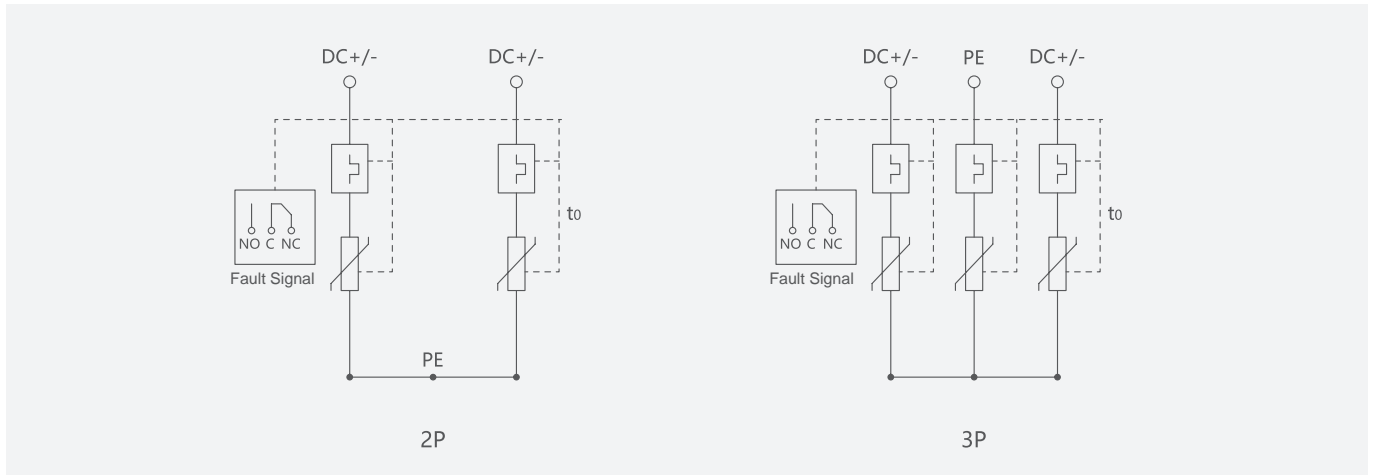 DC+/- DC+/-
t0
NO C NC
Fault Signal
PE
2P
DC+/- PE DC+/-
t0
NO C NC
Fault Signal
3P